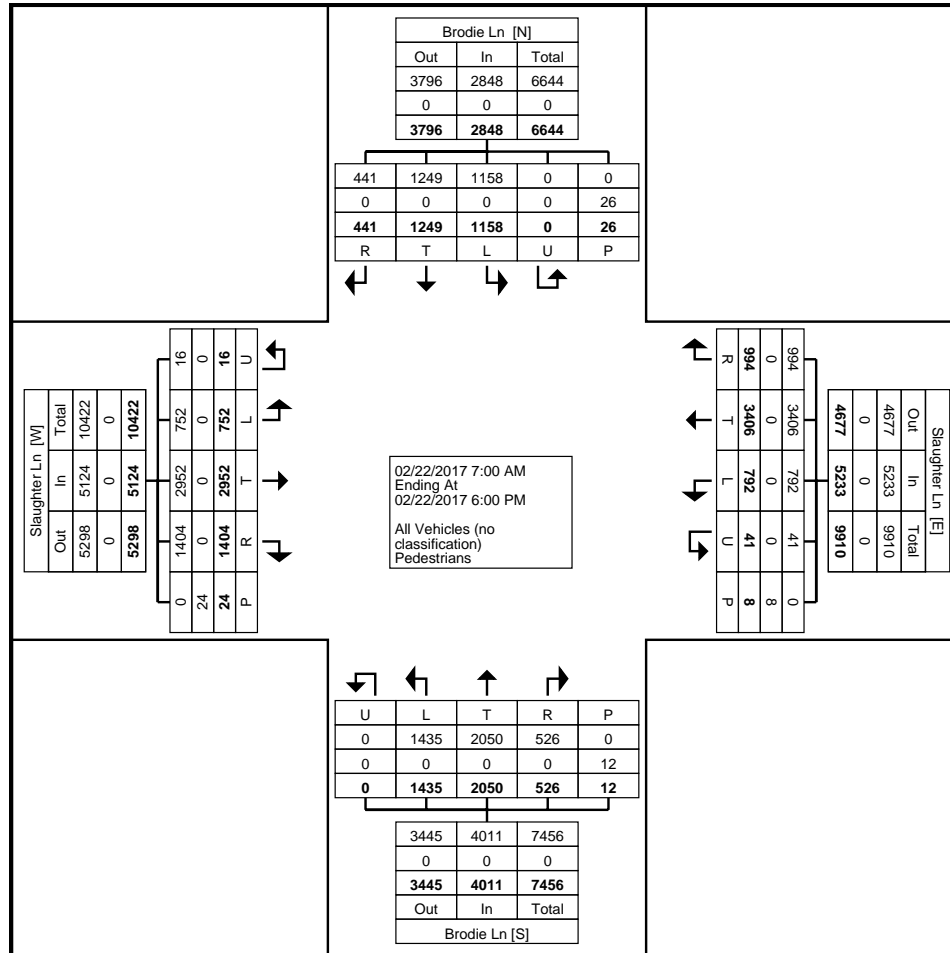 Brodie Ln [N]
Out In Total
3796 2848 6644
0 0 0
3796 2848 6644
441 1249 1158 0 0
0 0 0 0 26
441 1249 1158 0 26
R T L U P
Slaughter Ln [W]
Total In Out
10422 5124 5298
0 0 0
10422 5124 5298
16 752 2952 1404 0
0 0 0 0 24
16 752 2952 1404 24
U L T R P
02/22/2017 7:00 AM
Ending At
02/22/2017 6:00 PM
All Vehicles (no
classification)
Pedestrians
R T L U P
994 3406 792 41 8
0 0 0 0 8
994 3406 792 41 0
4677 5233 9910
0 0 0
4677 5233 9910
Out In Total
Slaughter Ln [E]
U L T R P
0 1435 2050 526 0
0 0 0 0 12
0 1435 2050 526 12
3445 4011 7456
0 0 0
3445 4011 7456
Out In Total
Brodie Ln [S]